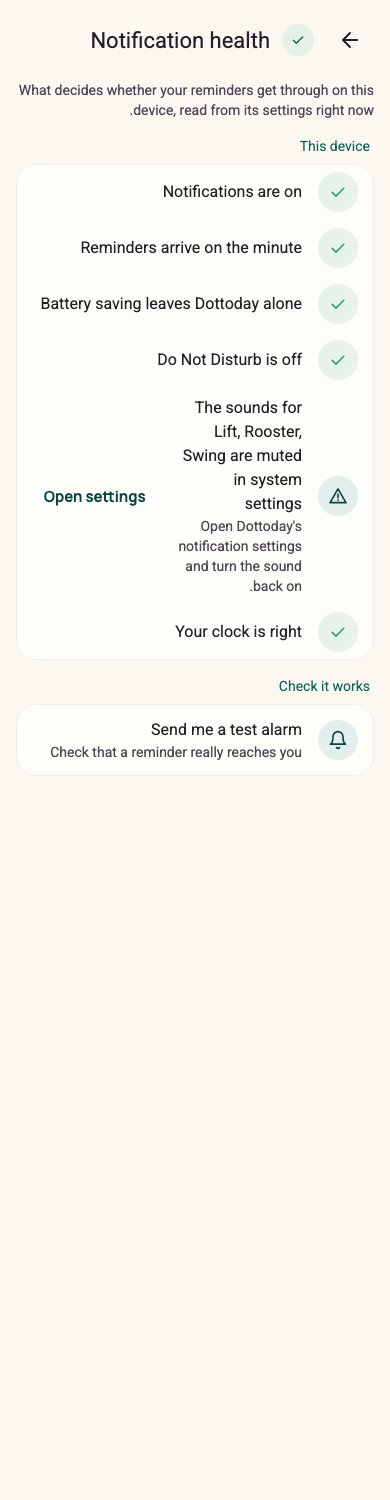 Notification health
What decides whether your reminders get through on this
.device, read from its settings right now
This device
Notifications are on
Reminders arrive on the minute
Battery saving leaves Dottoday alone
Do Not Disturb is off
The sounds for
Lift, Rooster,
Swing are muted
in system
settings
Open Dottoday's
notification settings
and turn the sound
.back on
Open settings
Your clock is right
Check it works
Send me a test alarm
Check that a reminder really reaches you